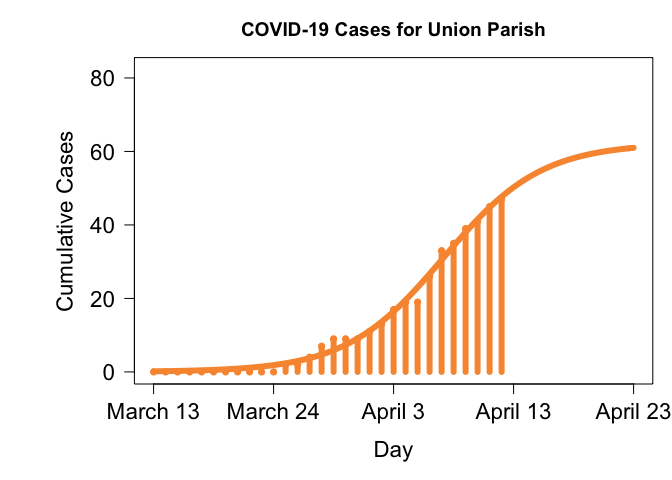 COVID-19 Cases for Union Parish
80
60
40
20
0
Cumulative Cases
March 13 March 24 April 3 April 13 April 23
Day